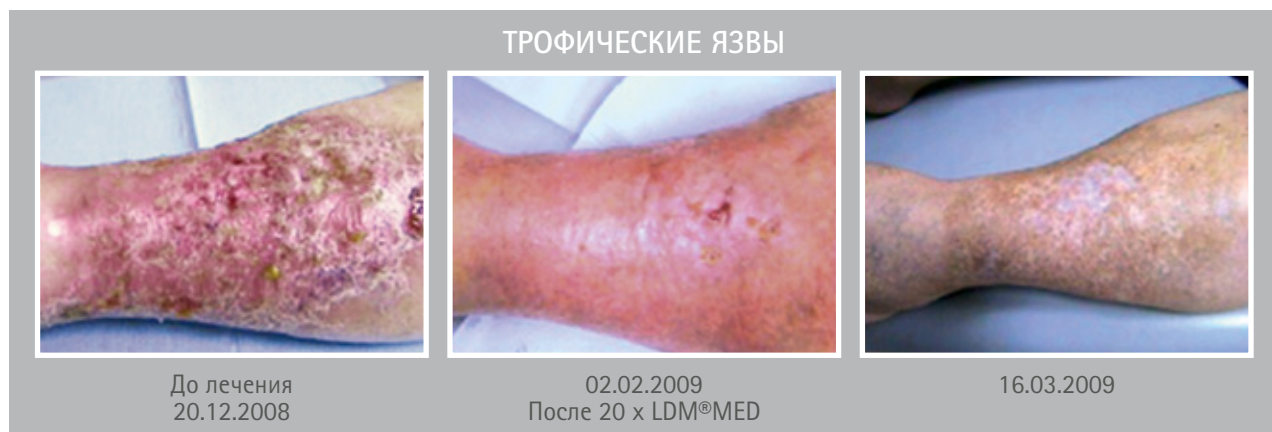 ТРОФИЧЕСКИЕ ЯЗВЫ
До лечения
20.12.2008
02.02.2009
После 20 x LDM®MED
16.03.2009